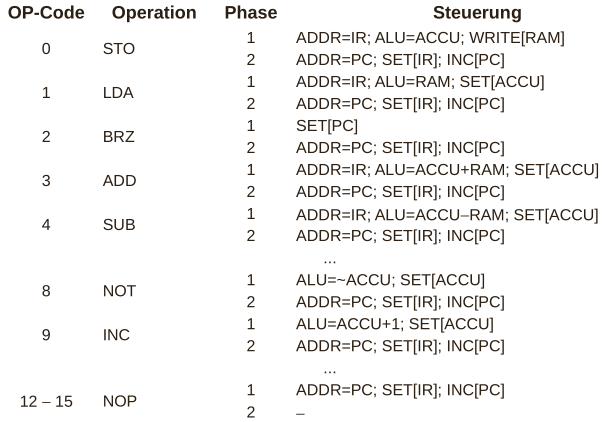 OP-Code Operation Phase Steuerung
0 STO 1 ADDR=IR; ALU=ACCU; WRITE[RAM]
2 ADDR=PC; SET[IR]; INC[PC]
1 LDA 1 ADDR=IR; ALU=RAM; SET[ACCU]
2 ADDR=PC; SET[IR]; INC[PC]
2 BRZ 1 SET[PC]
2 ADDR=PC; SET[IR]; INC[PC]
3 ADD 1 ADDR=IR; ALU=ACCU+RAM; SET[ACCU]
2 ADDR=PC; SET[IR]; INC[PC]
4 SUB 1 ADDR=IR; ALU=ACCU–RAM; SET[ACCU]
2 ADDR=PC; SET[IR]; INC[PC]
...
8 NOT 1 ALU=~ACCU; SET[ACCU]
2 ADDR=PC; SET[IR]; INC[PC]
9 INC 1 ALU=ACCU+1; SET[ACCU]
2 ADDR=PC; SET[IR]; INC[PC]
...
12 – 15 NOP 1 ADDR=PC; SET[IR]; INC[PC]
2 –